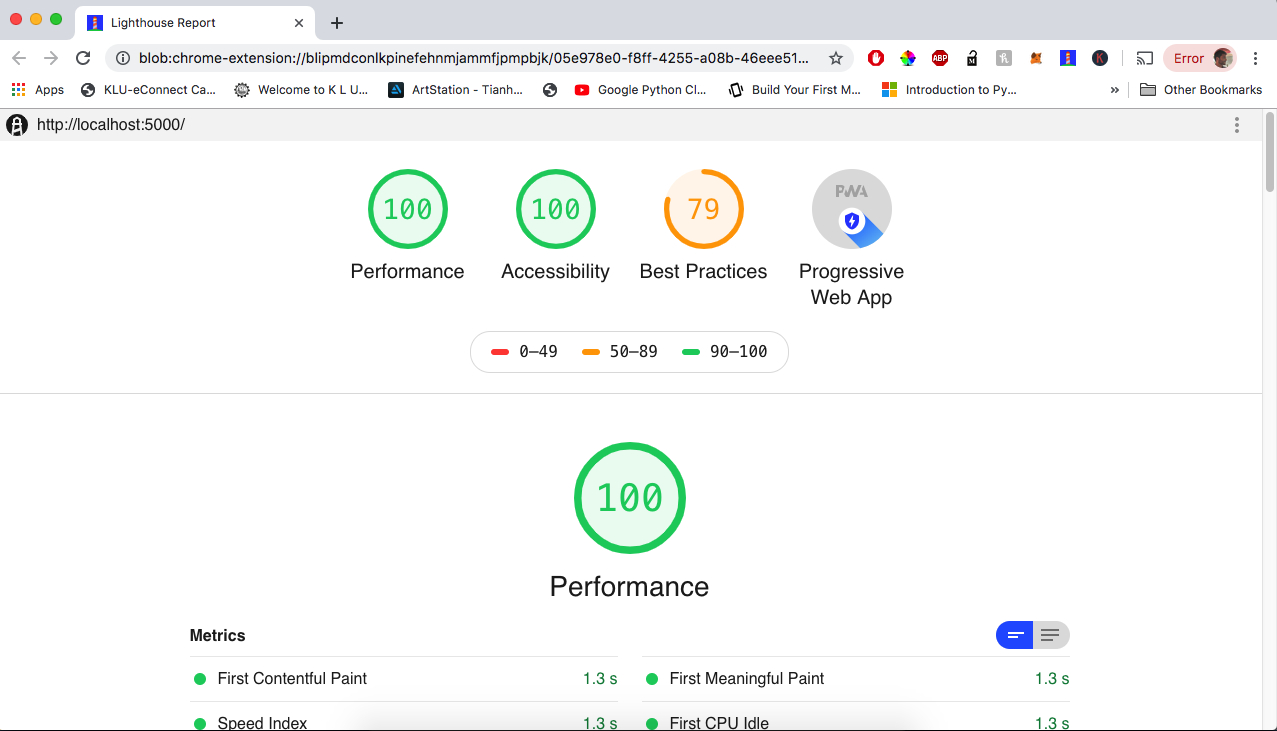 Lighthouse Report
blob:chrome-extension://blipmdconlkpinefehnmjammfjpmpbjk/05e978e0-f8ff-4255-a08b-46eee51...
ABP
K
Error
Apps
KLU-eConnect Ca...
Welcome to K L U...
ArtStation - Tianh...
Google Python Cl...
Build Your First M...
Introduction to Py...
»
Other Bookmarks
http://localhost:5000/
100
100
79
PWA
Performance
Accessibility
Best Practices
Progressive
Web App
0–49
50–89
90–100
100
Performance
Metrics
First Contentful Paint 1.3 s
First Meaningful Paint 1.3 s
Speed Index 1.3 s
First CPU Idle 1.3 s